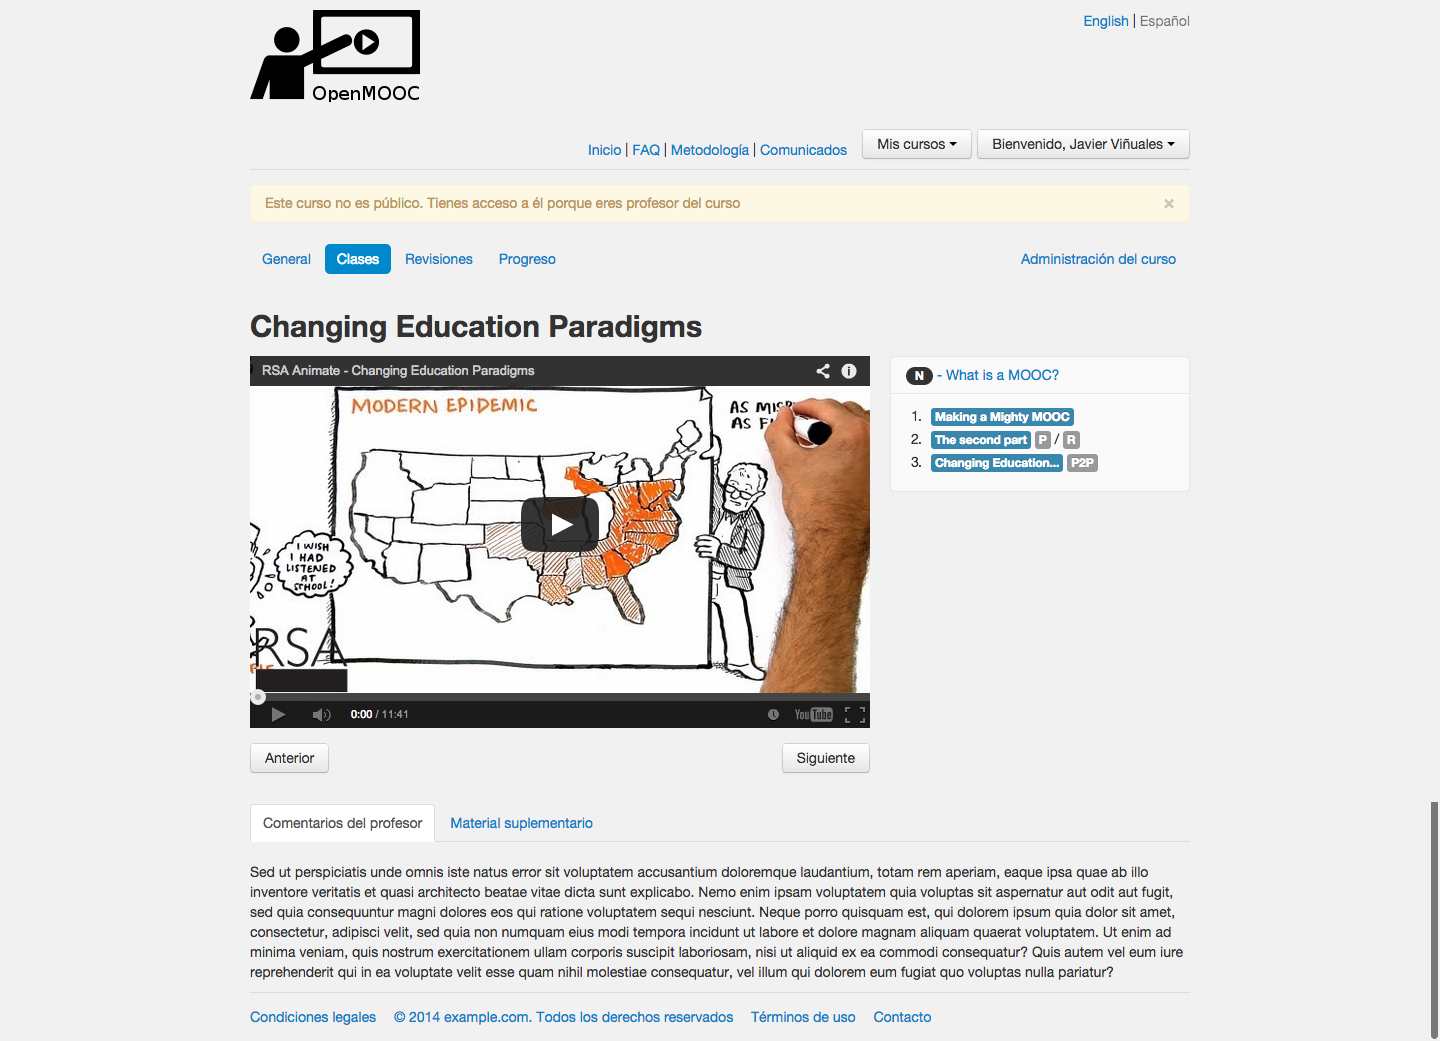 OpenMOOC
English | Español
Inicio | FAQ | Metodología | Comunicados
Mis cursos
Bienvenido, Javier Viñuales
Este curso no es público. Tienes acceso a él porque eres profesor del curso ×
General Clases Revisiones Progreso Administración del curso
Changing Education Paradigms
RSA Animate - Changing Education Paradigms
MODERN EPIDEMIC
AS
AS
I WISH
I HAD
LISTENED
AT
SCHOOL!
RSA
0:00 / 11:41
YouTube
N - What is a MOOC?
1. Making a Mighty MOOC
2. The second part P / R
3. Changing Education... P2P
Anterior Siguiente
Comentarios del profesor Material suplementario
Sed ut perspiciatis unde omnis iste natus error sit voluptatem accusantium doloremque laudantium, totam rem aperiam, eaque ipsa quae ab illo
inventore veritatis et quasi architecto beatae vitae dicta sunt explicabo. Nemo enim ipsam voluptatem quia voluptas sit aspernatur aut odit aut fugit,
sed quia consequuntur magni dolores eos qui ratione voluptatem sequi nesciunt. Neque porro quisquam est, qui dolorem ipsum quia dolor sit amet,
consectetur, adipisci velit, sed quia non numquam eius modi tempora incidunt ut labore et dolore magnam aliquam quaerat voluptatem. Ut enim ad
minima veniam, quis nostrum exercitationem ullam corporis suscipit laboriosam, nisi ut aliquid ex ea commodi consequatur? Quis autem vel eum iure
reprehenderit qui in ea voluptate velit esse quam nihil molestiae consequatur, vel illum qui dolorem eum fugiat quo voluptas nulla pariatur?
Condiciones legales © 2014 example.com. Todos los derechos reservados Términos de uso Contacto